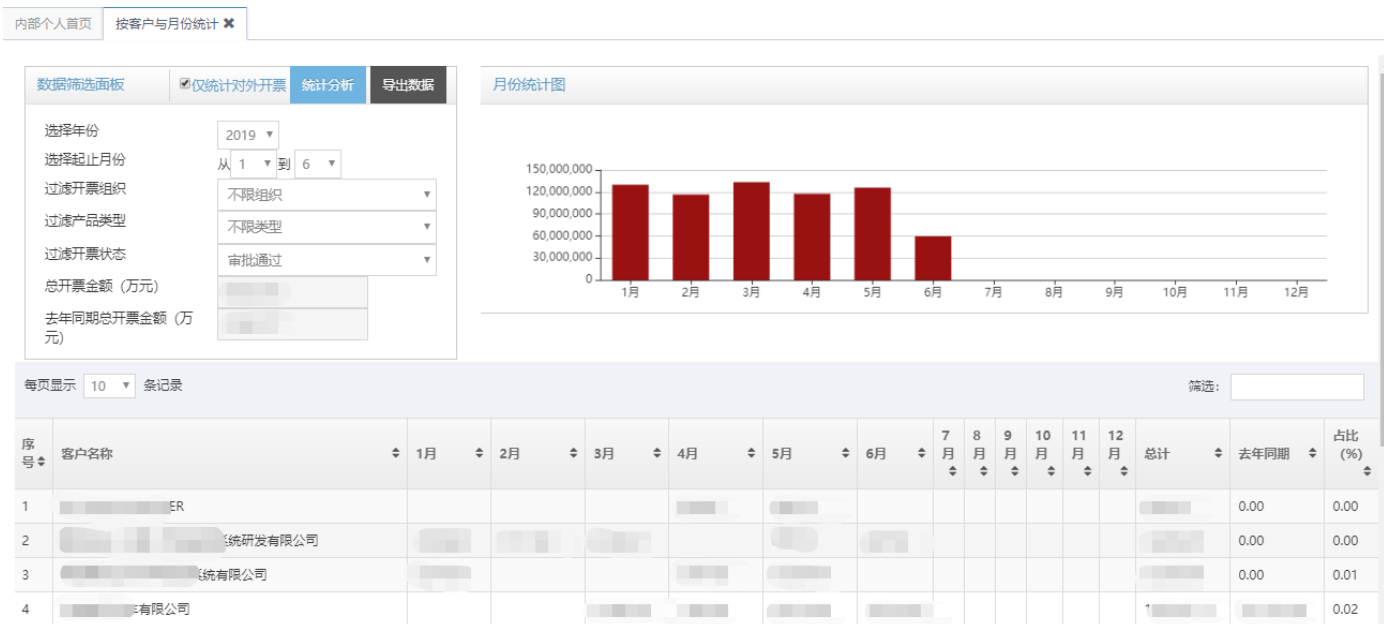 内部个人首页 按客户与月份统计 ✖
数据筛选面板 仅统计对外开票 统计分析 导出数据
选择年份 2019
选择起止月份 从 1 到 6
过滤开票组织 不限组织
过滤产品类型 不限类型
过滤开票状态 审批通过
总开票金额（万元）
去年同期总开票金额（万
元）
月份统计图
150,000,000
120,000,000
90,000,000
60,000,000
30,000,000
0
1月 2月 3月 4月 5月 6月 7月 8月 9月 10月 11月 12月
每页显示 10 条记录 筛选:
序号 客户名称 1月 2月 3月 4月 5月 6月 7月 8月 9月 10月 11月 12月 总计 去年同期 占比(%)
1 ER 0.00 0.00
2 统研发有限公司 0.00 0.00
3 统有限公司 0.00 0.01
4 有限公司 0.02